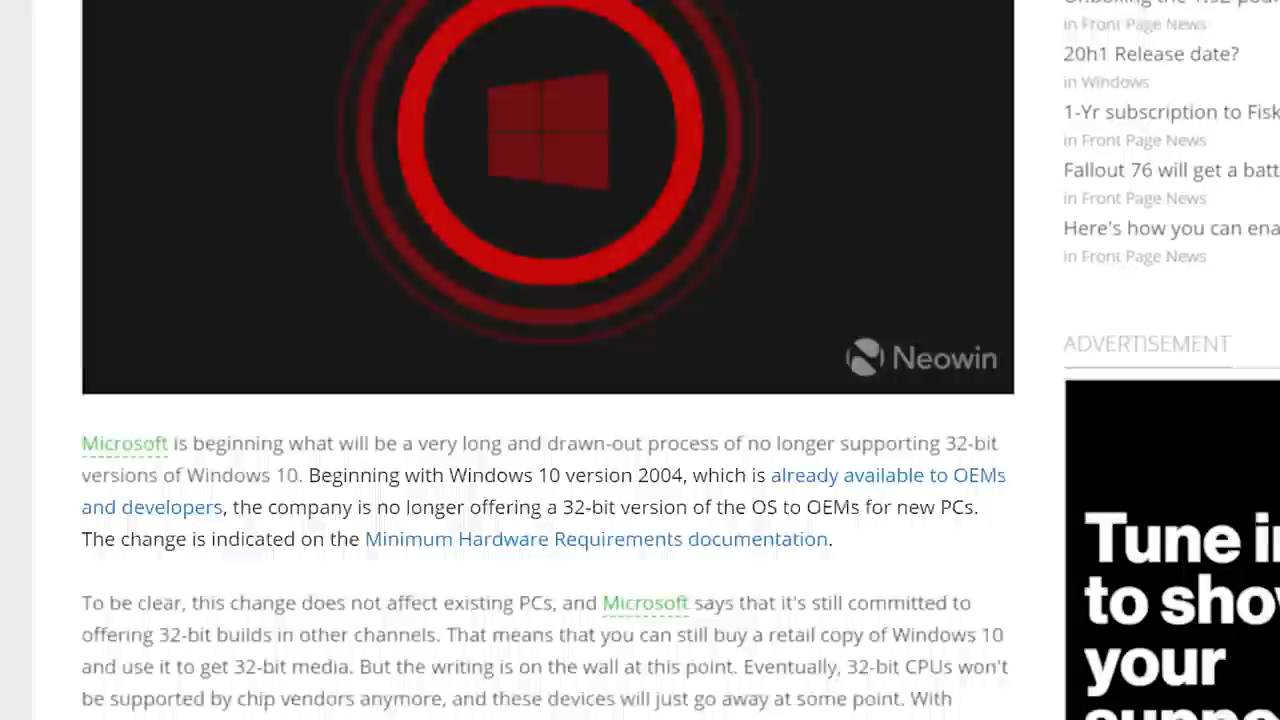 in Front Page News
20h1 Release date?
in Windows
1-Yr subscription to Fisk
in Front Page News
Fallout 76 will get a batt
in Front Page News
Here's how you can ena
in Front Page News
Neowin
ADVERTISEMENT
Microsoft is beginning what will be a very long and drawn-out process of no longer supporting 32-bit
versions of Windows 10. Beginning with Windows 10 version 2004, which is already available to OEMs
and developers, the company is no longer offering a 32-bit version of the OS to OEMs for new PCs.
The change is indicated on the Minimum Hardware Requirements documentation.
To be clear, this change does not affect existing PCs, and Microsoft says that it's still committed to
offering 32-bit builds in other channels. That means that you can still buy a retail copy of Windows 10
and use it to get 32-bit media. But the writing is on the wall at this point. Eventually, 32-bit CPUs won't
be supported by chip vendors anymore, and these devices will just go away at some point. With
Tune in
to sho
your